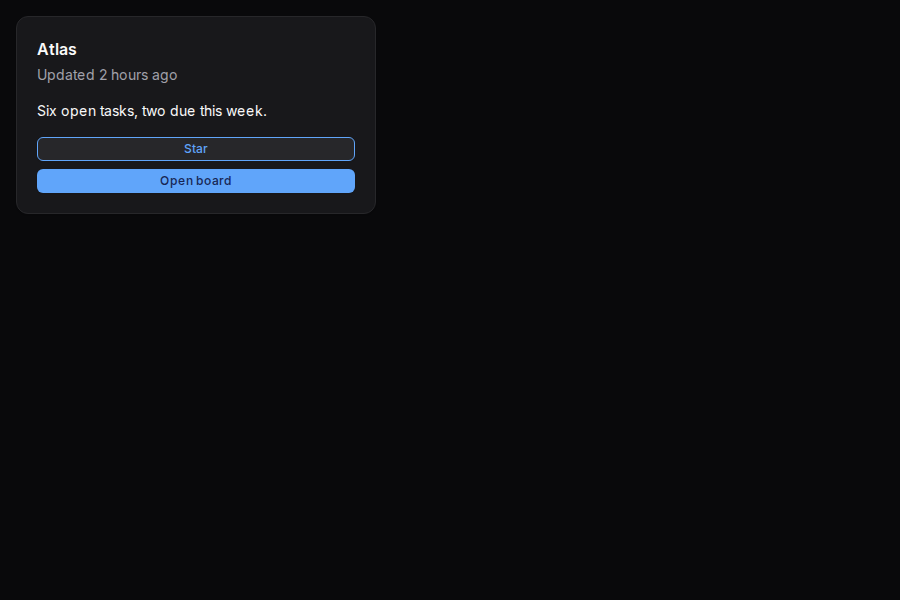 Atlas
Updated 2 hours ago
Six open tasks, two due this week.
Star
Open board